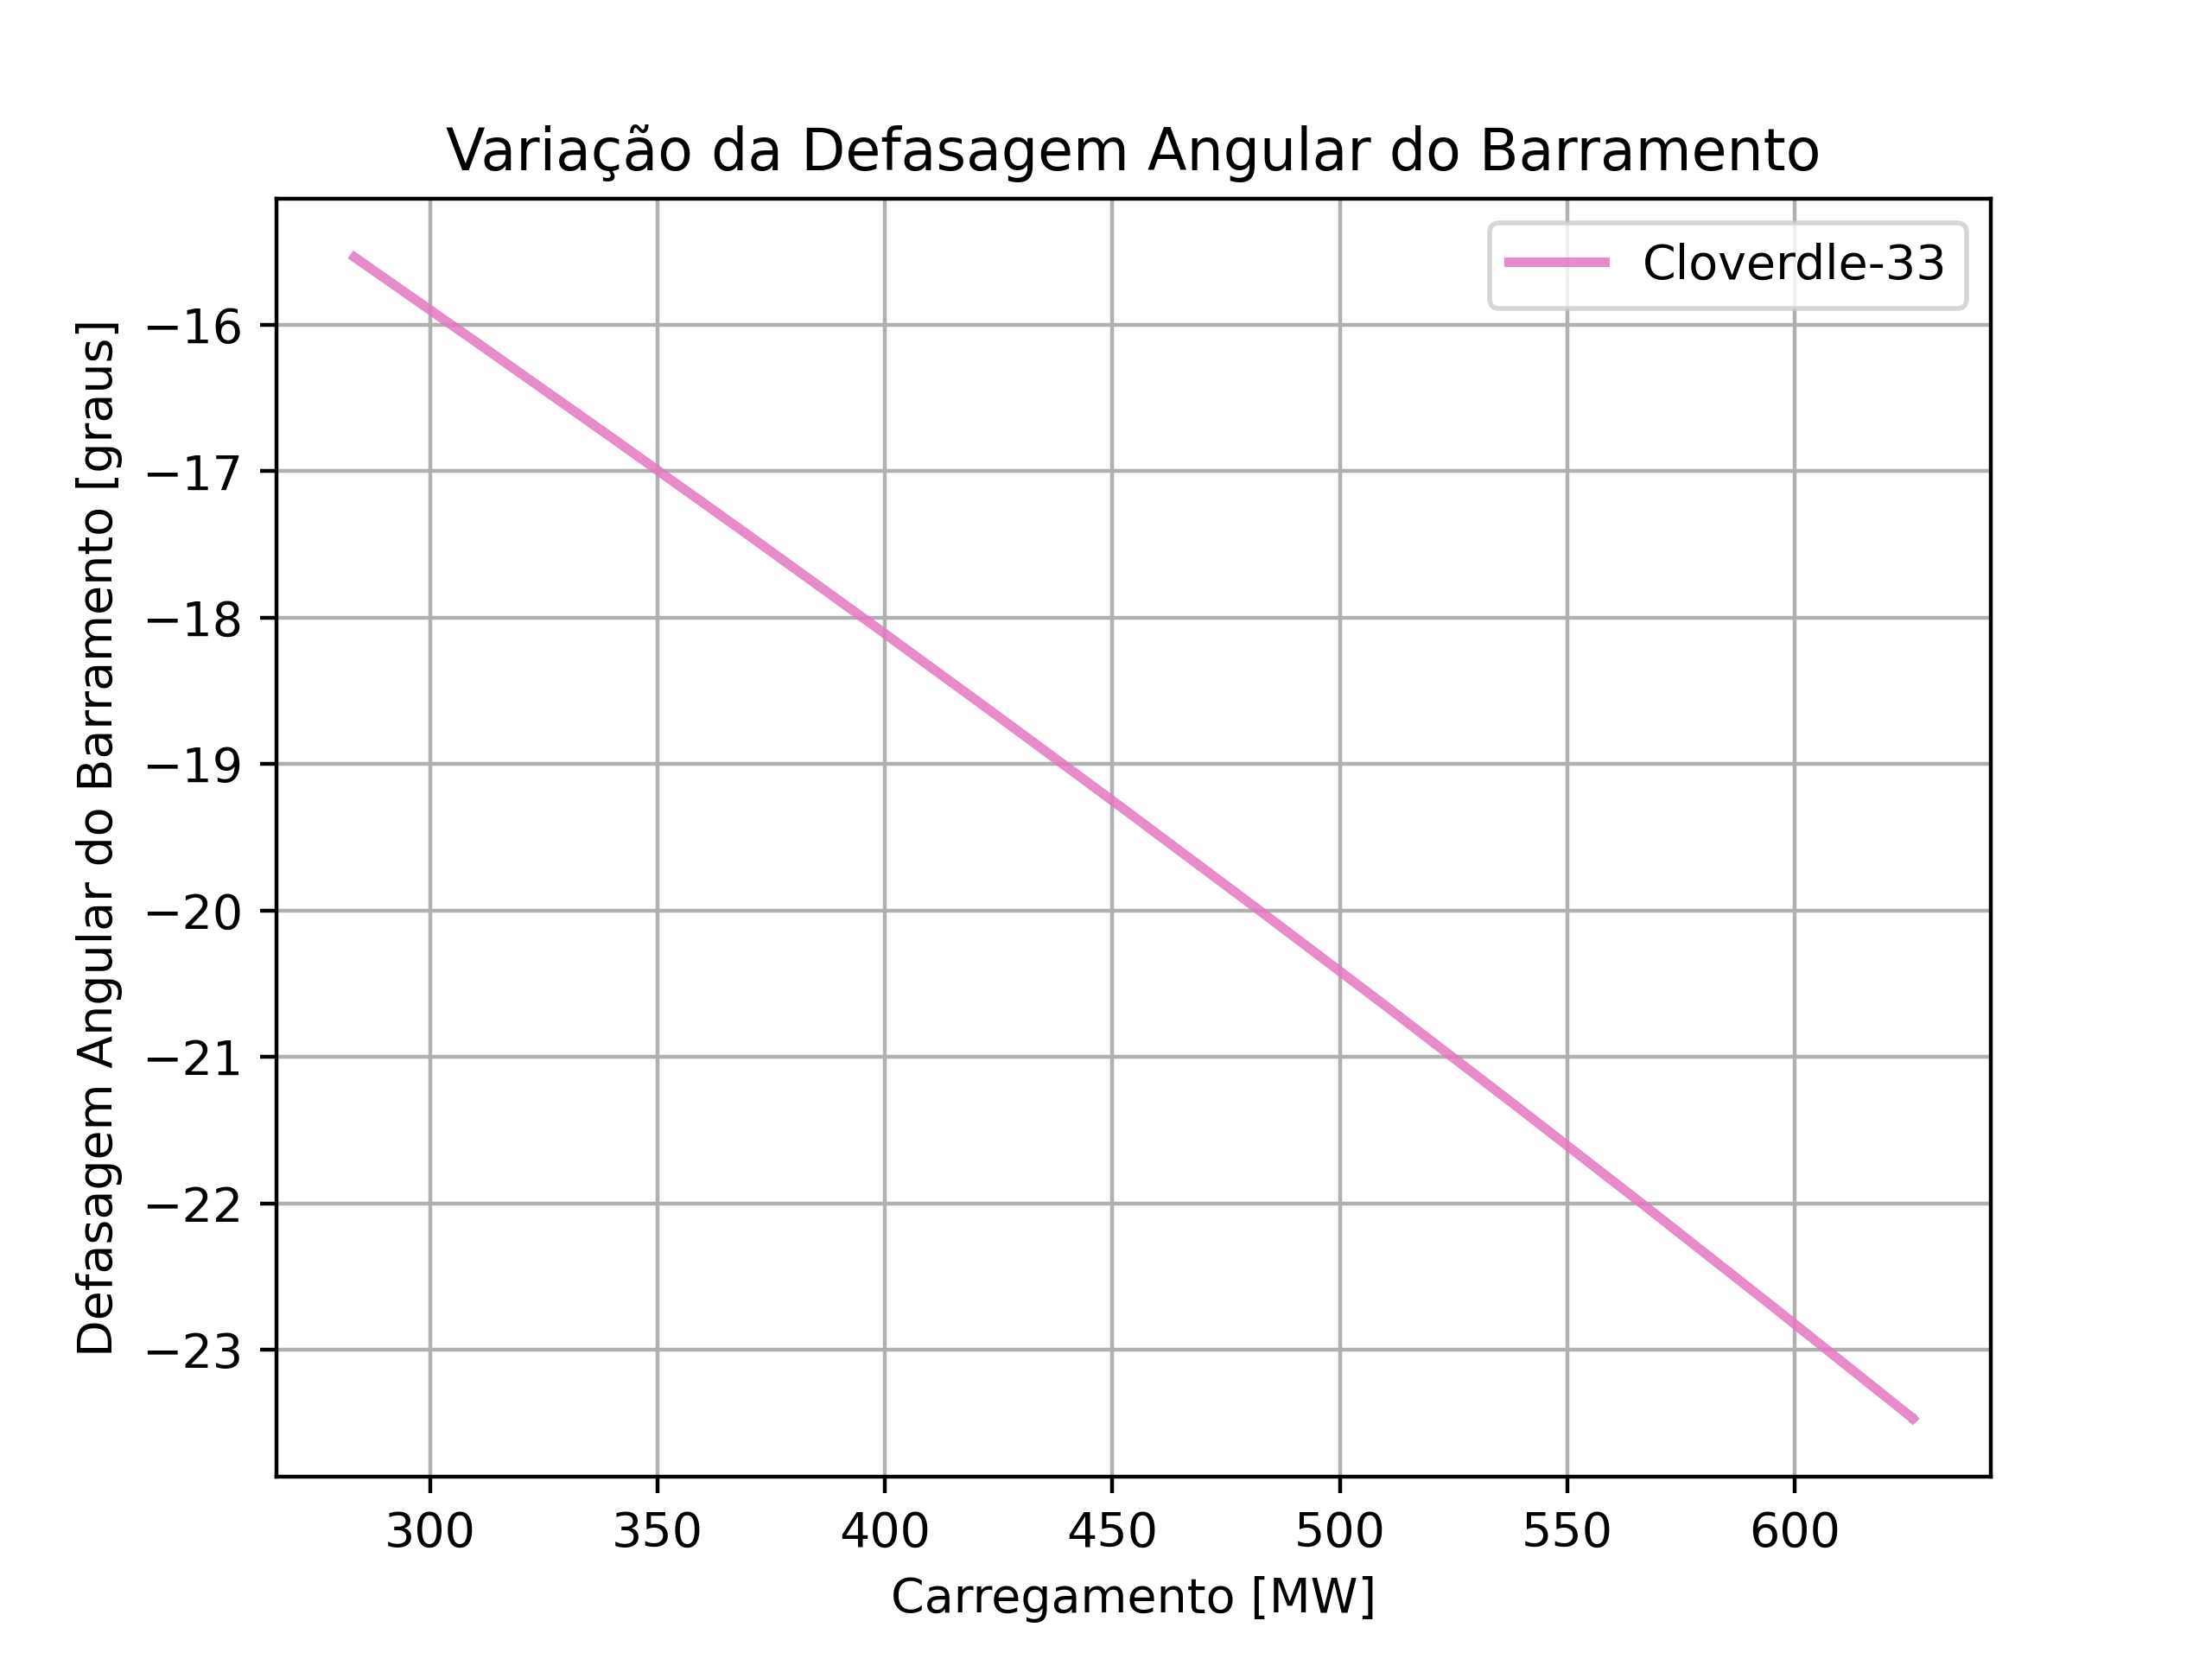 Variação da Defasagem Angular do Barramento
Cloverdle-33
Defasagem Angular do Barramento [graus]
−16
−17
−18
−19
−20
−21
−22
−23
300 350 400 450 500 550 600
Carregamento [MW]